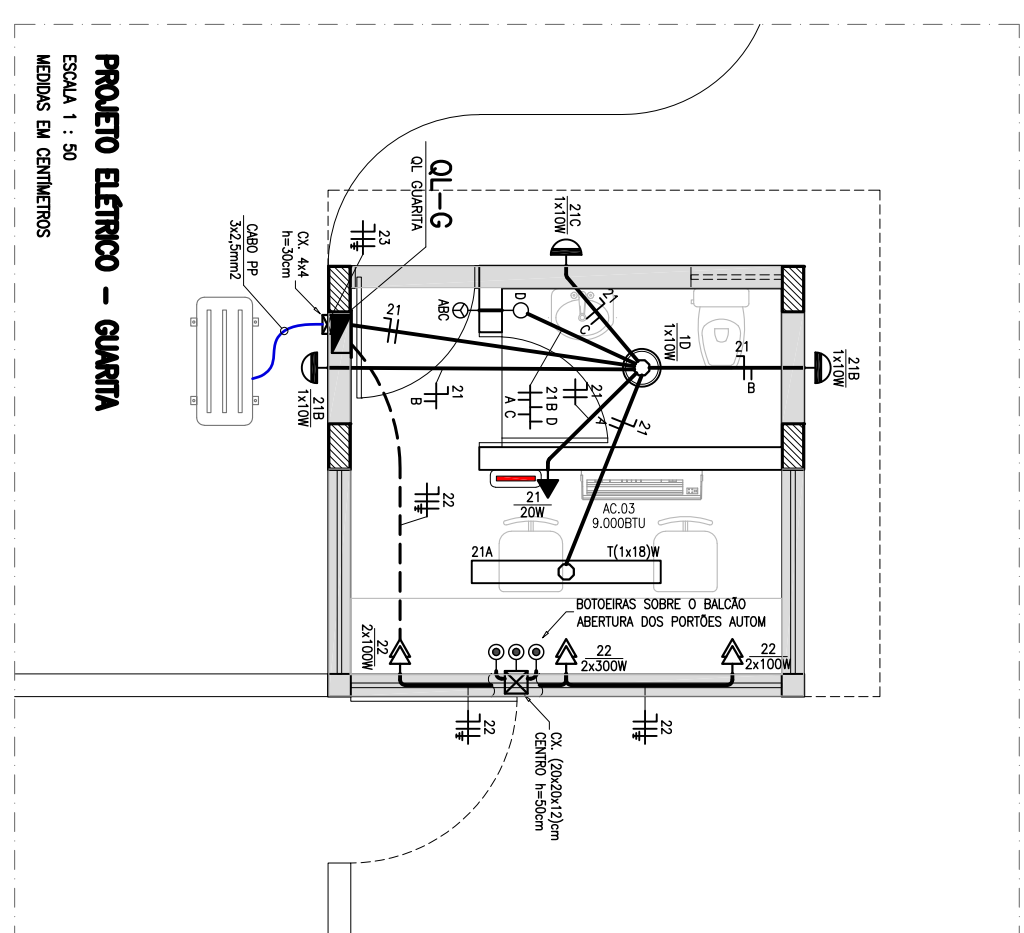 PROJETO ELÉTRICO - GUARITA
ESCALA 1 : 50
MEDIDAS EM CENTÍMETROS
QL-G
QL GUARITA
23
CX. 4x4
h=30cm
CABO PP
3x2,5mm2
21C
1x10W
21
C
D
ABC
21
1D
1x10W
21
B
21B
1x10W
21B
1x10W
21
B
21B D
A C
21
A
21
22
21
20W
AC.03
9.000BTU
21A
T(1x18)W
BOTOEIRAS SOBRE O BALCÃO
ABERTURA DOS PORTÕES AUTOM
22
2x100W
22
2x300W
22
2x100W
22
22
CX. (20x20x12)cm
CENTRO h=50cm